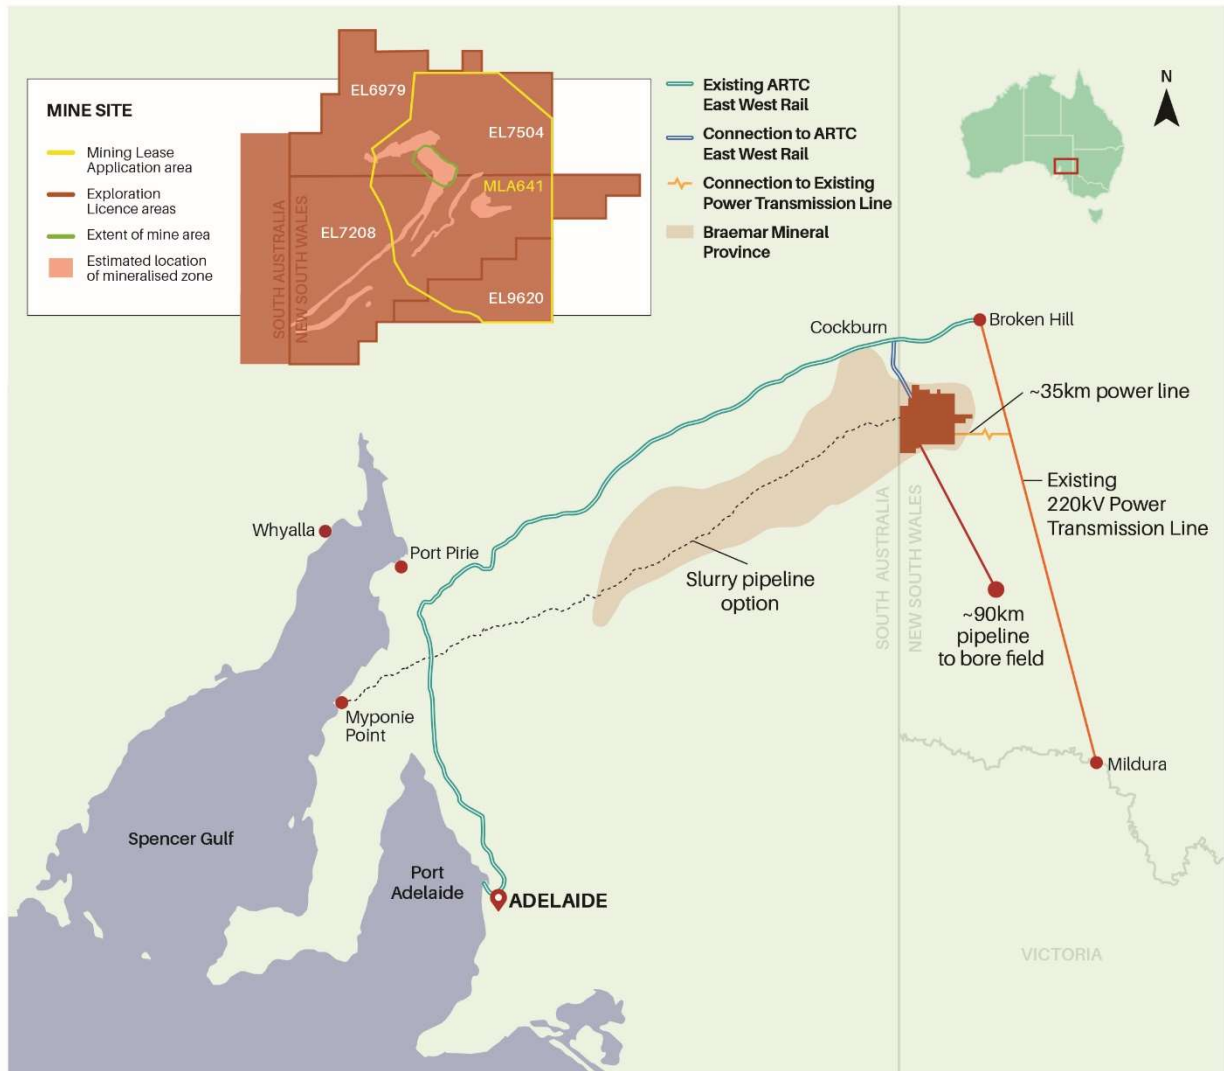 MINE SITE
Mining Lease
Application area
Exploration
Licence areas
Extent of mine area
Estimated location
of mineralised zone
EL6979
EL7504
MLA641
EL7208
EL9620
SOUTH AUSTRALIA
NEW SOUTH WALES
Existing ARTC
East West Rail
Connection to ARTC
East West Rail
Connection to Existing
Power Transmission Line
Braemar Mineral
Province
N
Cockburn
Broken Hill
~35km power line
Existing
220kV Power
Transmission Line
Whyalla
Port Pirie
Slurry pipeline
option
SOUTH AUSTRALIA
NEW SOUTH WALES
~90km
pipeline
to bore field
Myponie
Point
Mildura
Spencer Gulf
Port
Adelaide
ADELAIDE
VICTORIA